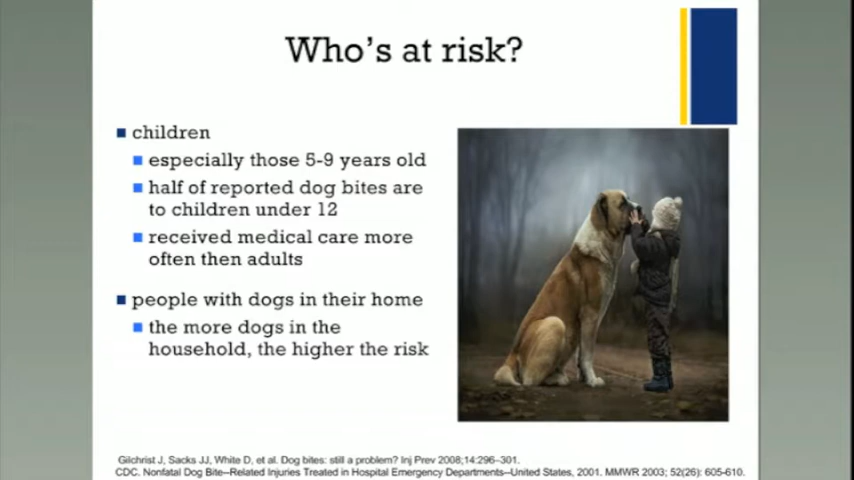 Who's at risk?
children
especially those 5-9 years old
half of reported dog bites are
to children under 12
received medical care more
often then adults
people with dogs in their home
the more dogs in the
household, the higher the risk
Gilchrist J, Sacks JJ, White D, et al. Dog bites: still a problem? Inj Prev 2008;14:296–301.
CDC. Nonfatal Dog Bite--Related Injuries Treated in Hospital Emergency Departments--United States, 2001. MMWR 2003; 52(26): 605-610.